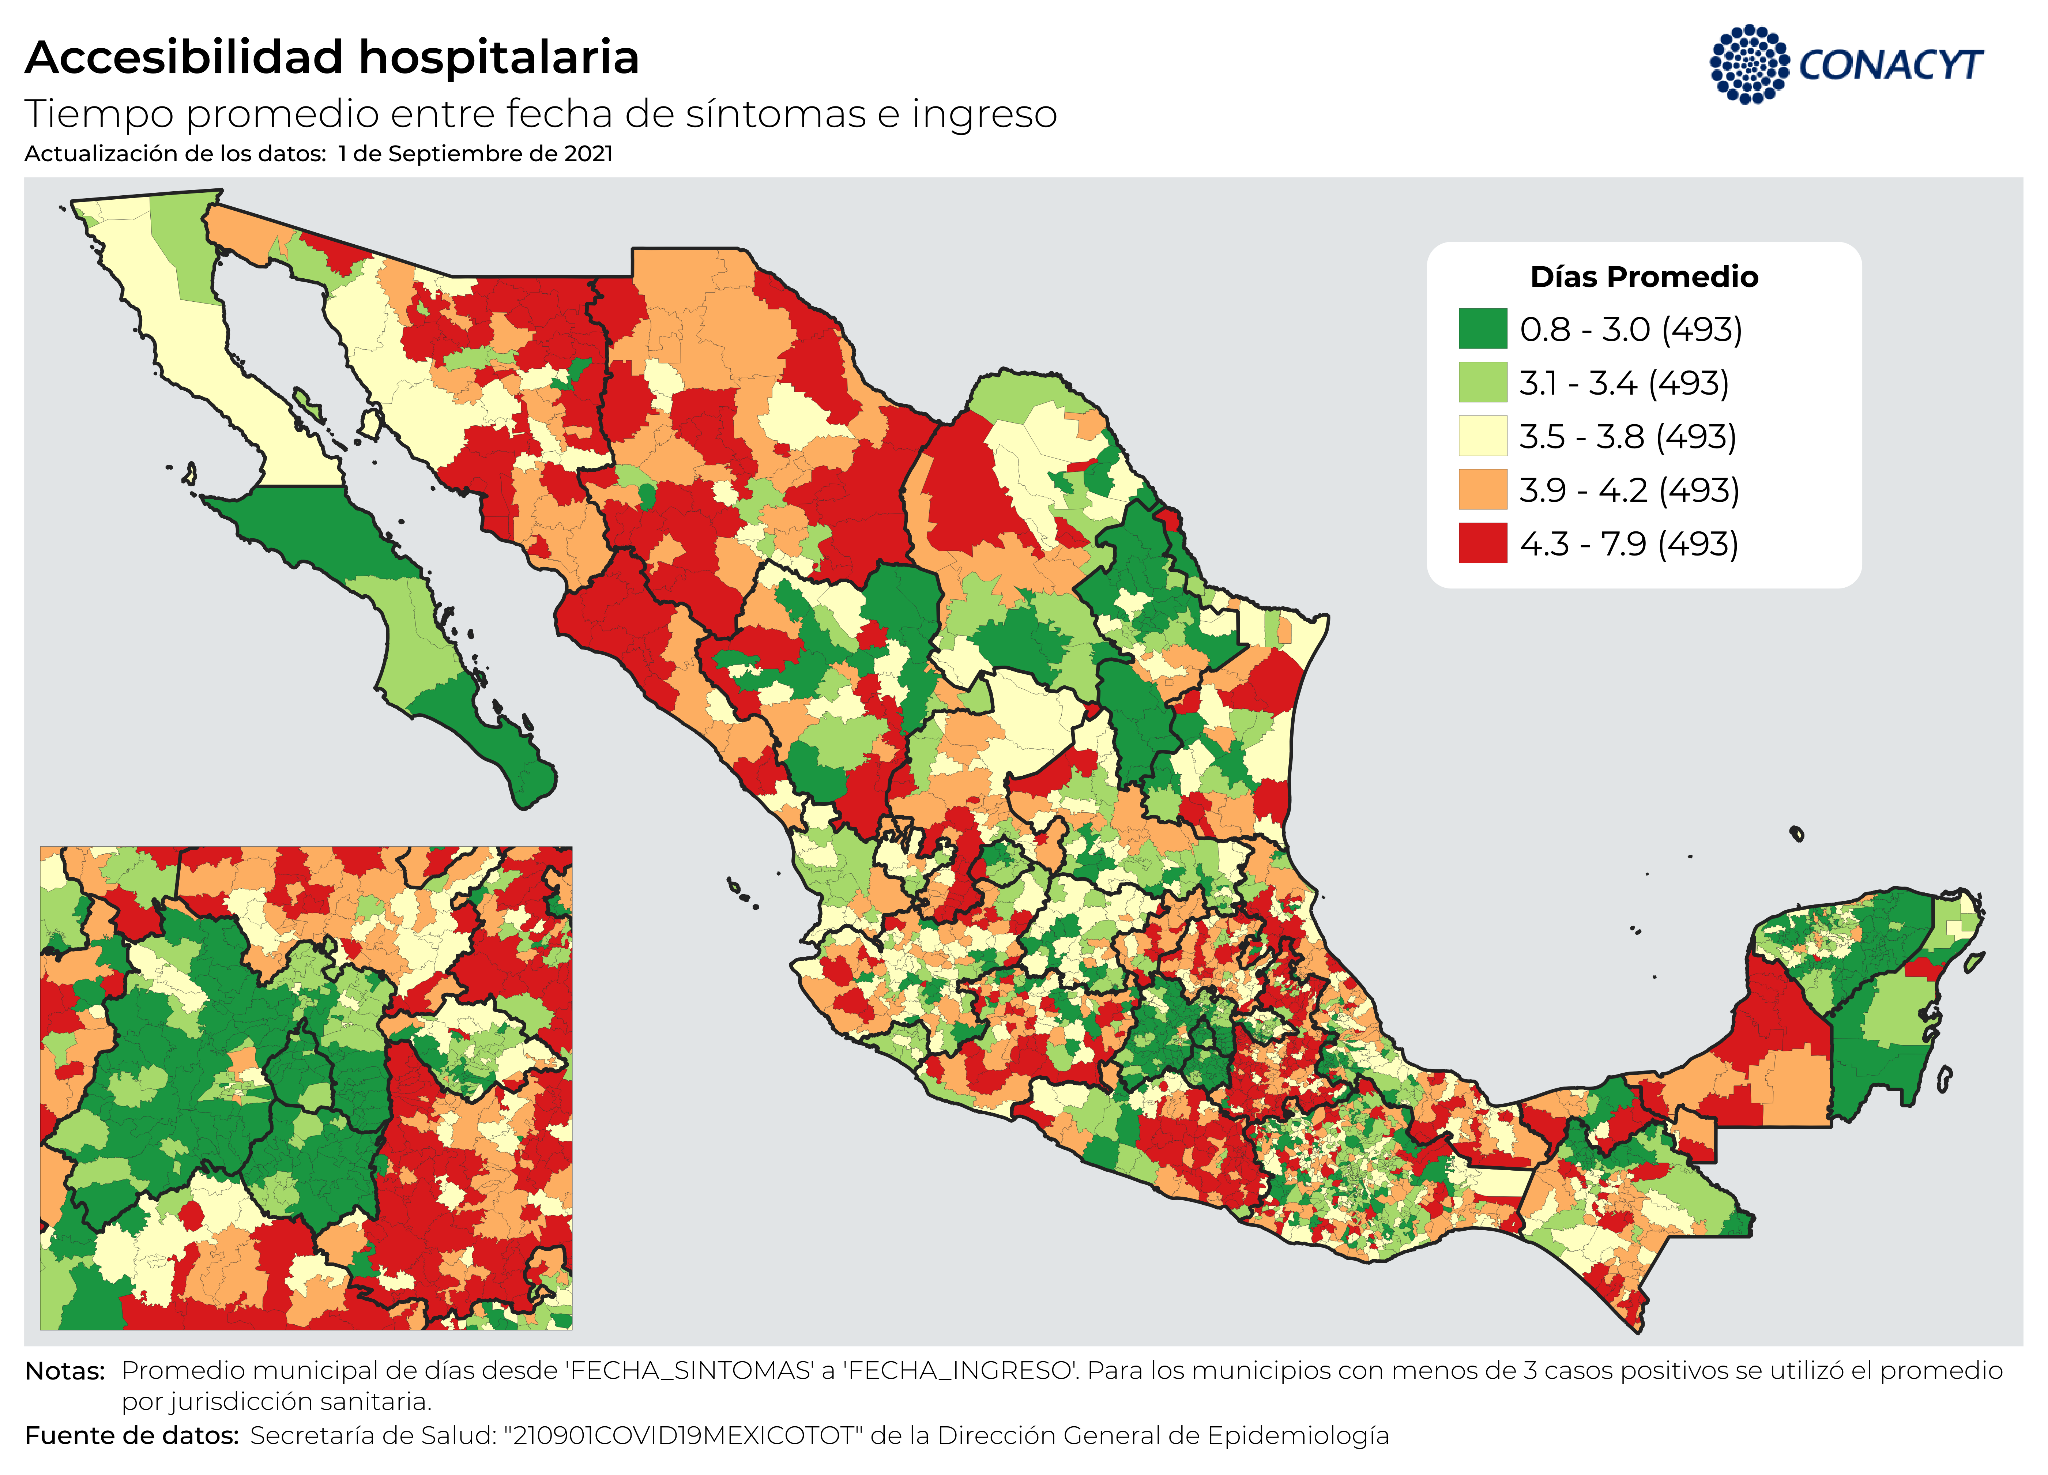 Accesibilidad hospitalaria
Tiempo promedio entre fecha de síntomas e ingreso
Actualización de los datos: 1 de Septiembre de 2021
CONACYT
Días Promedio
0.8 - 3.0 (493)
3.1 - 3.4 (493)
3.5 - 3.8 (493)
3.9 - 4.2 (493)
4.3 - 7.9 (493)
Notas: Promedio municipal de días desde 'FECHA_SINTOMAS' a 'FECHA_INGRESO'. Para los municipios con menos de 3 casos positivos se utilizó el promedio
por jurisdicción sanitaria.
Fuente de datos: Secretaría de Salud: "210901COVID19MEXICOTOT" de la Dirección General de Epidemiología